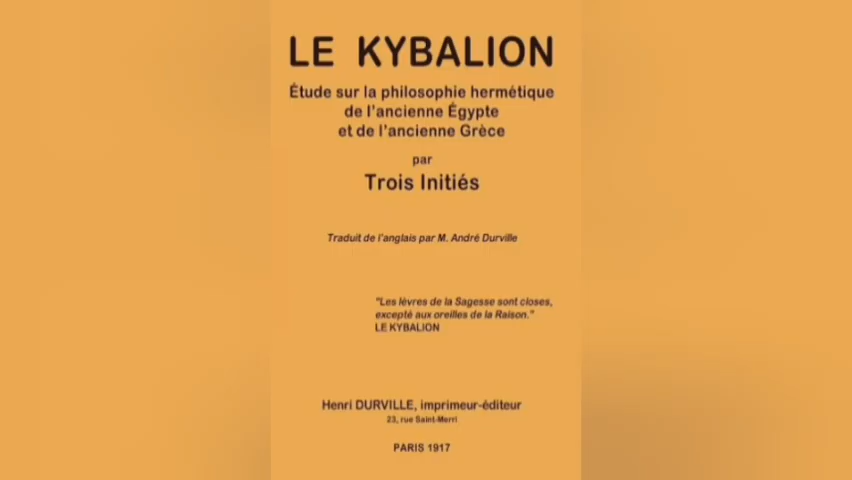 LE KYBALION
Étude sur la philosophie hermétique
de l'ancienne Égypte
et de l'ancienne Grèce
par
Trois Initiés
Traduit de l'anglais par M. André Durville
"Les lèvres de la Sagesse sont closes,
excepté aux oreilles de la Raison."
LE KYBALION
Henri DURVILLE, imprimeur-éditeur
23, rue Saint-Merri
PARIS 1917